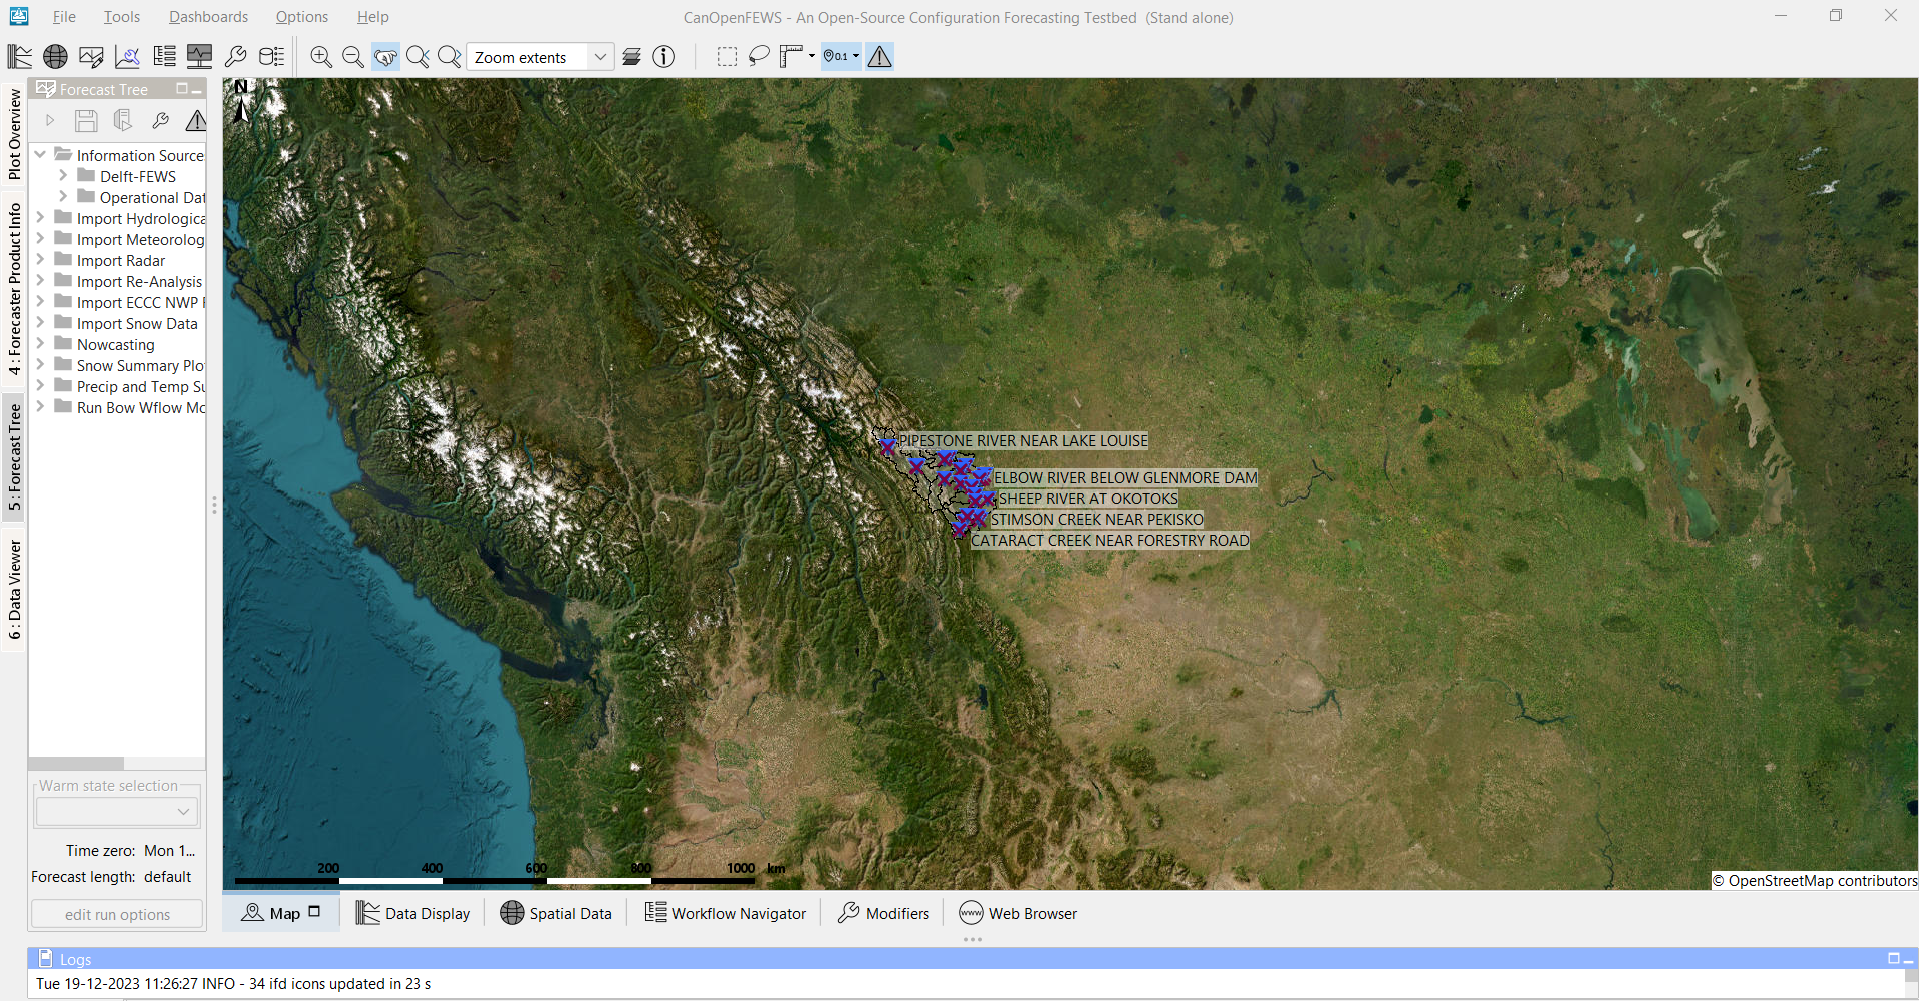 File Tools Dashboards Options Help
CanOpenFEWS - An Open-Source Configuration Forecasting Testbed (Stand alone)
Zoom extents
0.1
Plot Overview
4 : Forecaster Product Info
5 : Forecast Tree
6 : Data Viewer
Forecast Tree
Information Source
Delft-FEWS
Operational Dat
Import Hydrologica
Import Meteorolog
Import Radar
Import Re-Analysis
Import ECCC NWP
Import Snow Data
Nowcasting
Snow Summary Plo
Precip and Temp Su
Run Bow Wflow Mo
Warm state selection
Time zero: Mon 1...
Forecast length: default
edit run options
N
PIPESTONE RIVER NEAR LAKE LOUISE
ELBOW RIVER BELOW GLENMORE DAM
SHEEP RIVER AT OKOTOKS
STIMSON CREEK NEAR PEKISKO
CATARACT CREEK NEAR FORESTRY ROAD
200 400 600 800 1000 km
© OpenStreetMap contributors
Map Data Display Spatial Data Workflow Navigator Modifiers www Web Browser
Logs
Tue 19-12-2023 11:26:27 INFO - 34 ifd icons updated in 23 s